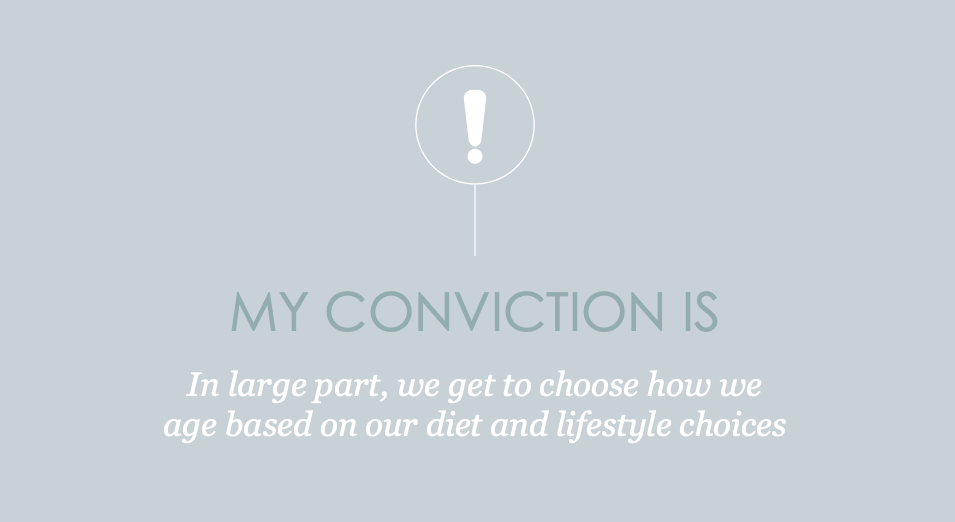 !
MY CONVICTION IS
In large part, we get to choose how we
age based on our diet and lifestyle choices